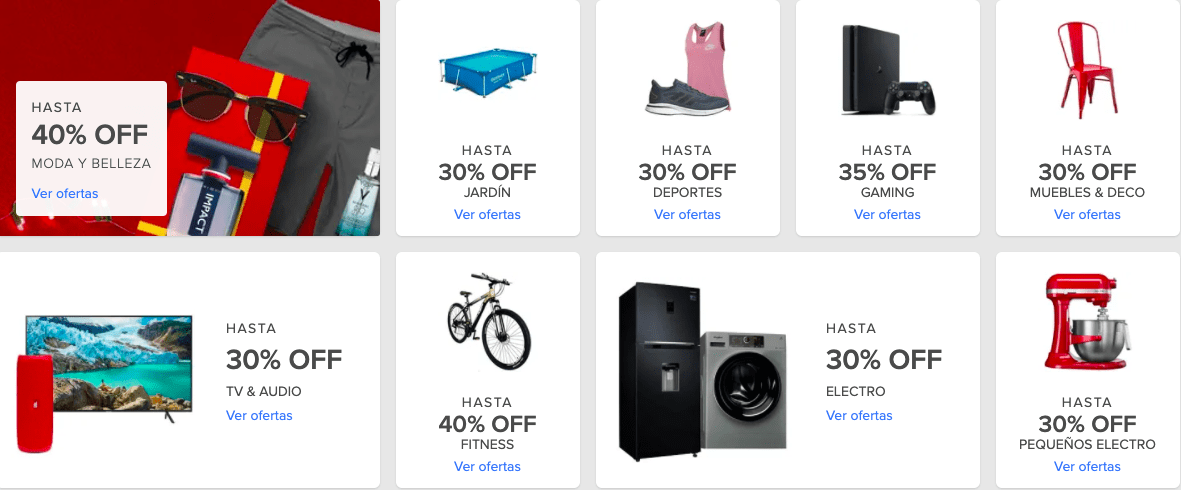 HASTA
40% OFF
MODA Y BELLEZA
Ver ofertas
IMPACT
HASTA
30% OFF
JARDÍN
Ver ofertas
HASTA
30% OFF
DEPORTES
Ver ofertas
HASTA
35% OFF
GAMING
Ver ofertas
HASTA
30% OFF
MUEBLES & DECO
Ver ofertas
HASTA
30% OFF
TV & AUDIO
Ver ofertas
HASTA
40% OFF
FITNESS
Ver ofertas
HASTA
30% OFF
ELECTRO
Ver ofertas
HASTA
30% OFF
PEQUEÑOS ELECTRO
Ver ofertas